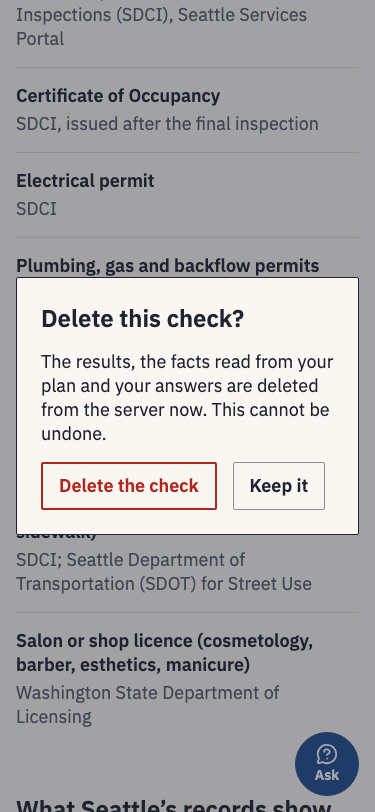 Inspections (SDCI), Seattle Services
Portal
Certificate of Occupancy
SDCI, issued after the final inspection
Electrical permit
SDCI
Plumbing, gas and backflow permits
Delete this check?
The results, the facts read from your
plan and your answers are deleted
from the server now. This cannot be
undone.
Delete the check
Keep it
sidewalk)
SDCI; Seattle Department of
Transportation (SDOT) for Street Use
Salon or shop licence (cosmetology,
barber, esthetics, manicure)
Washington State Department of
Licensing
Ask
What Seattle’s records show